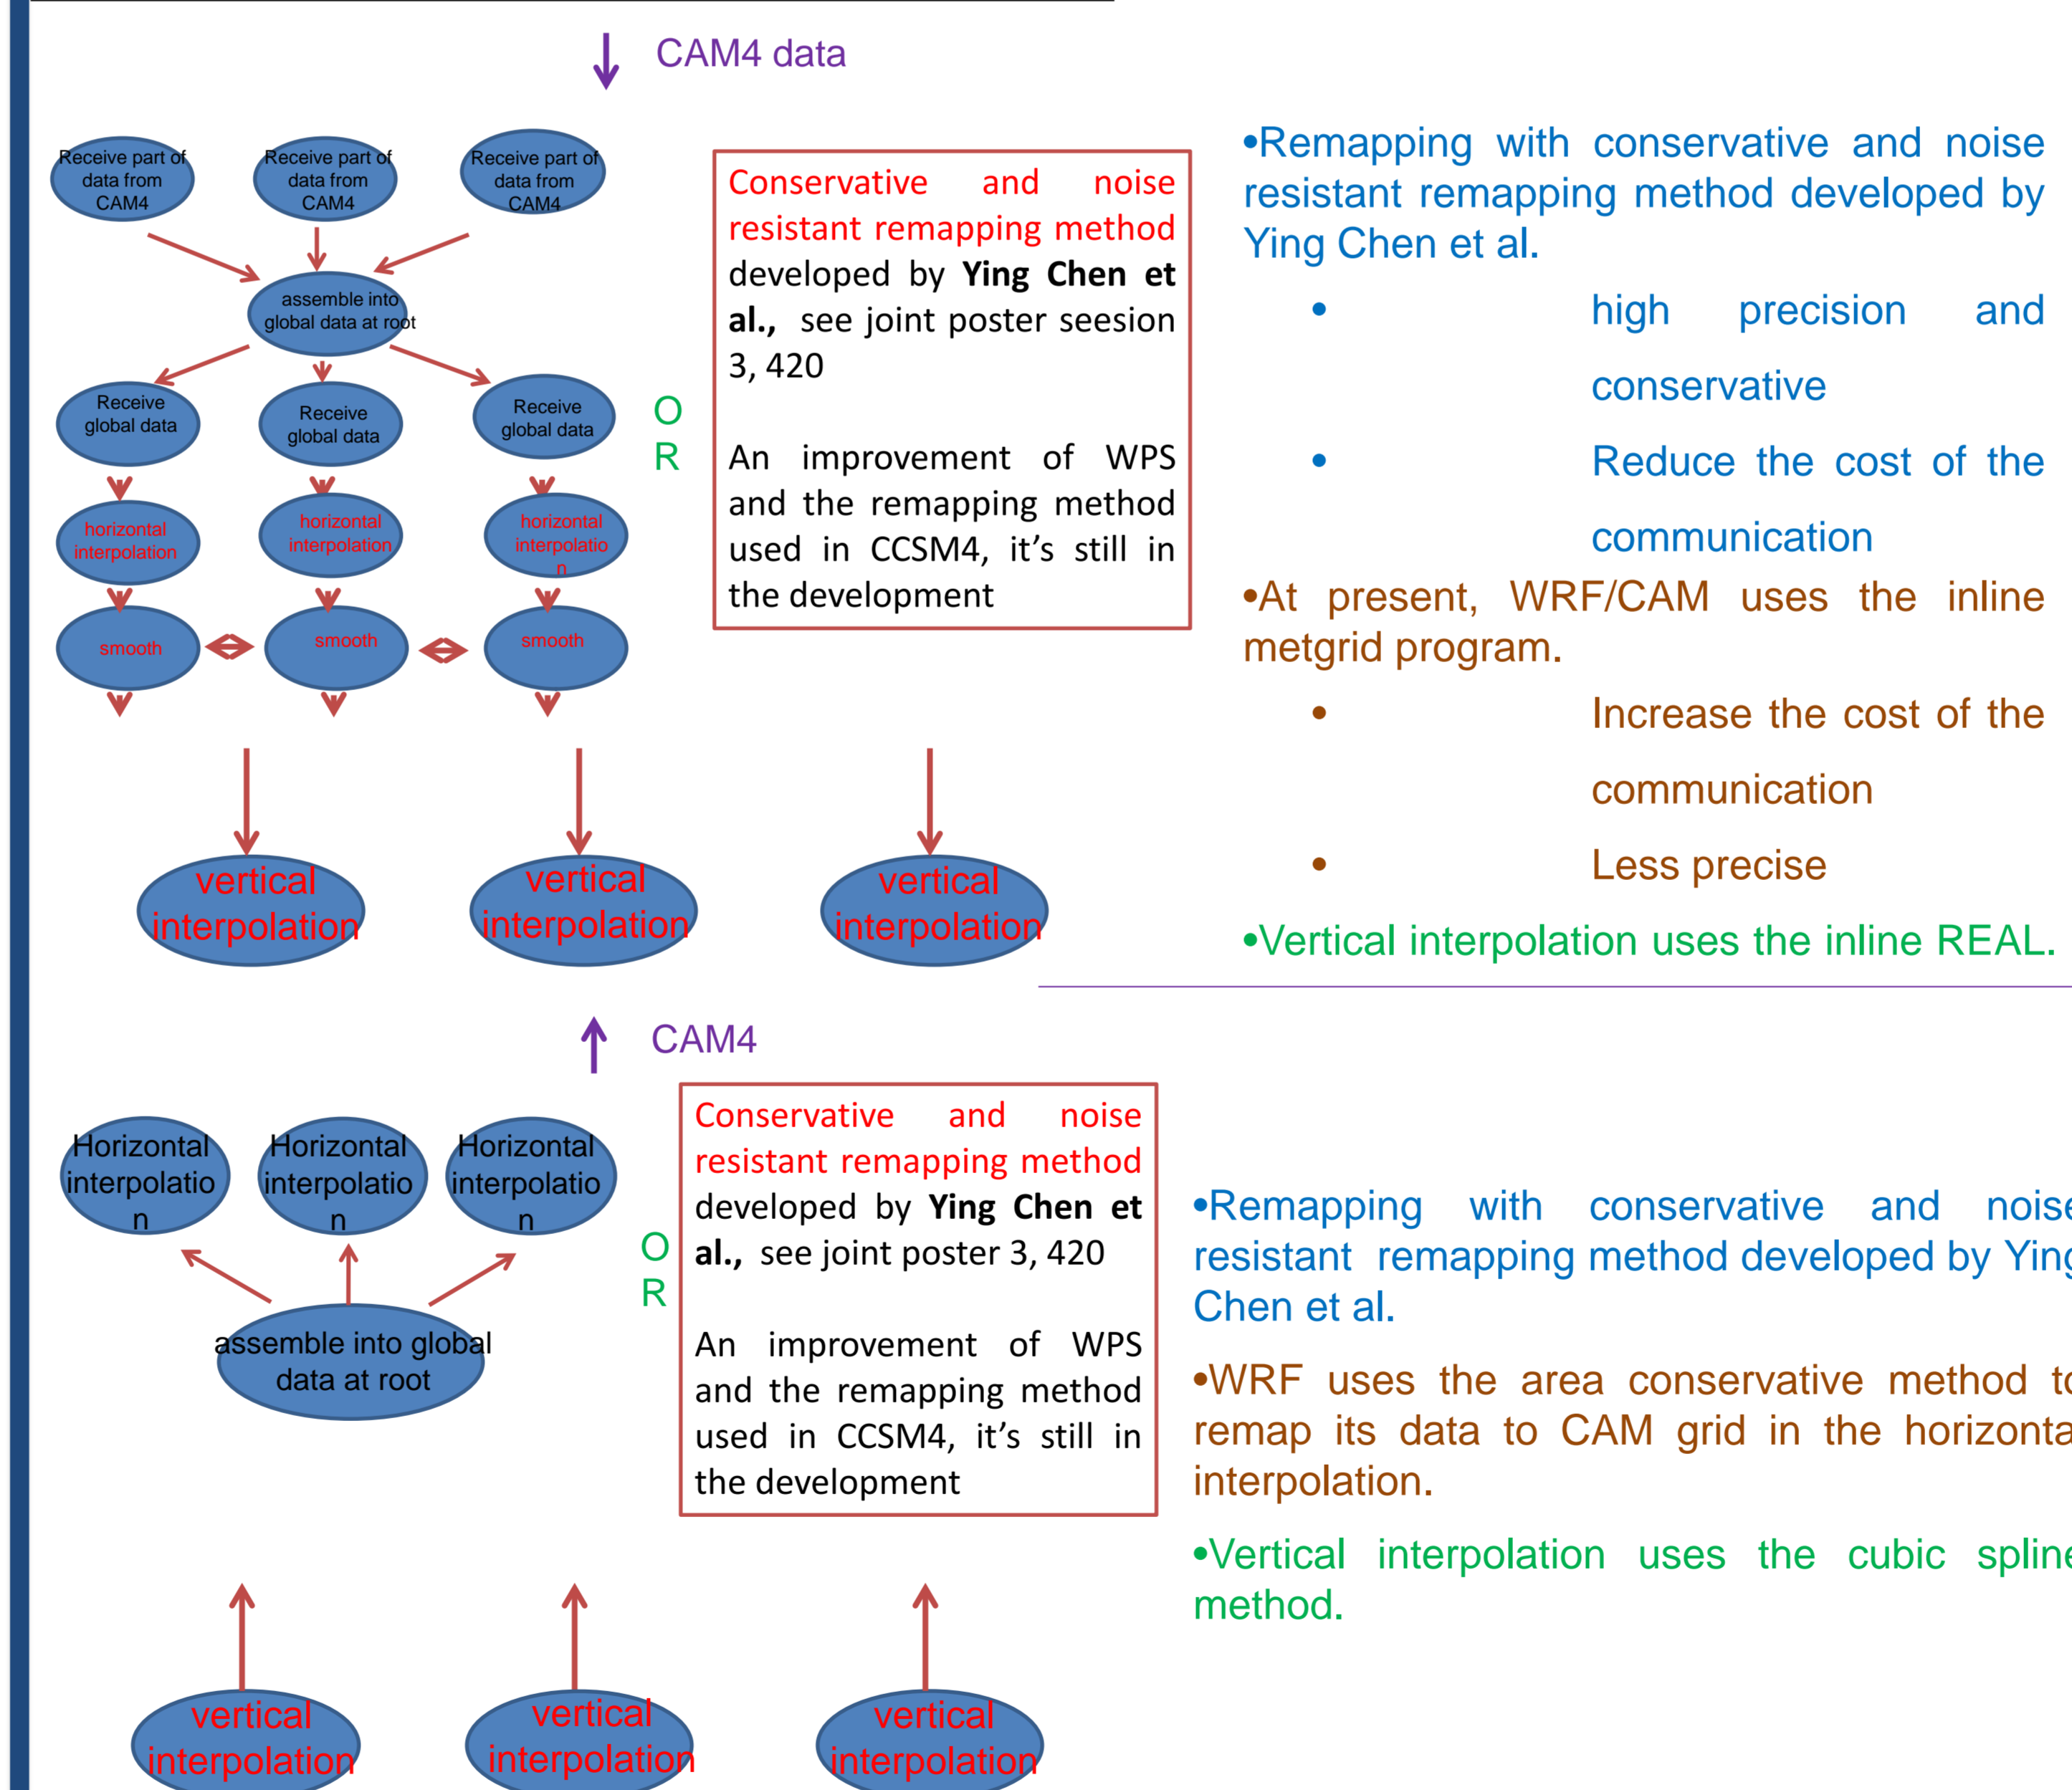 CAM4 data
Receive part of
data from
CAM4
Receive part of
data from
CAM4
Receive part of
data from
CAM4
assemble into
global data at root
Receive
global data
Receive
global data
Receive
global data
horizontal
interpolation
horizontal
interpolation
horizontal
interpolatio
n
smooth
smooth
smooth
O
R
Conservative and noise
resistant remapping method
developed by Ying Chen et
al., see joint poster seesion
3, 420
An improvement of WPS
and the remapping method
used in CCSM4, it's still in
the development
vertical
interpolation
vertical
interpolation
vertical
interpolation
•Remapping with conservative and noise
resistant remapping method developed by
Ying Chen et al.
• high precision and
conservative
• Reduce the cost of the
communication
•At present, WRF/CAM uses the inline
metgrid program.
• Increase the cost of the
communication
• Less precise
•Vertical interpolation uses the inline REAL.
CAM4
Horizontal
interpolatio
n
Horizontal
interpolatio
n
Horizontal
interpolatio
n
assemble into global
data at root
O
R
Conservative and noise
resistant remapping method
developed by Ying Chen et
al., see joint poster 3, 420
An improvement of WPS
and the remapping method
used in CCSM4, it's still in
the development
vertical
interpolation
vertical
interpolation
vertical
interpolation
•Remapping with conservative and noise
resistant remapping method developed by Ying
Chen et al.
•WRF uses the area conservative method to
remap its data to CAM grid in the horizonta
interpolation.
•Vertical interpolation uses the cubic spline
method.